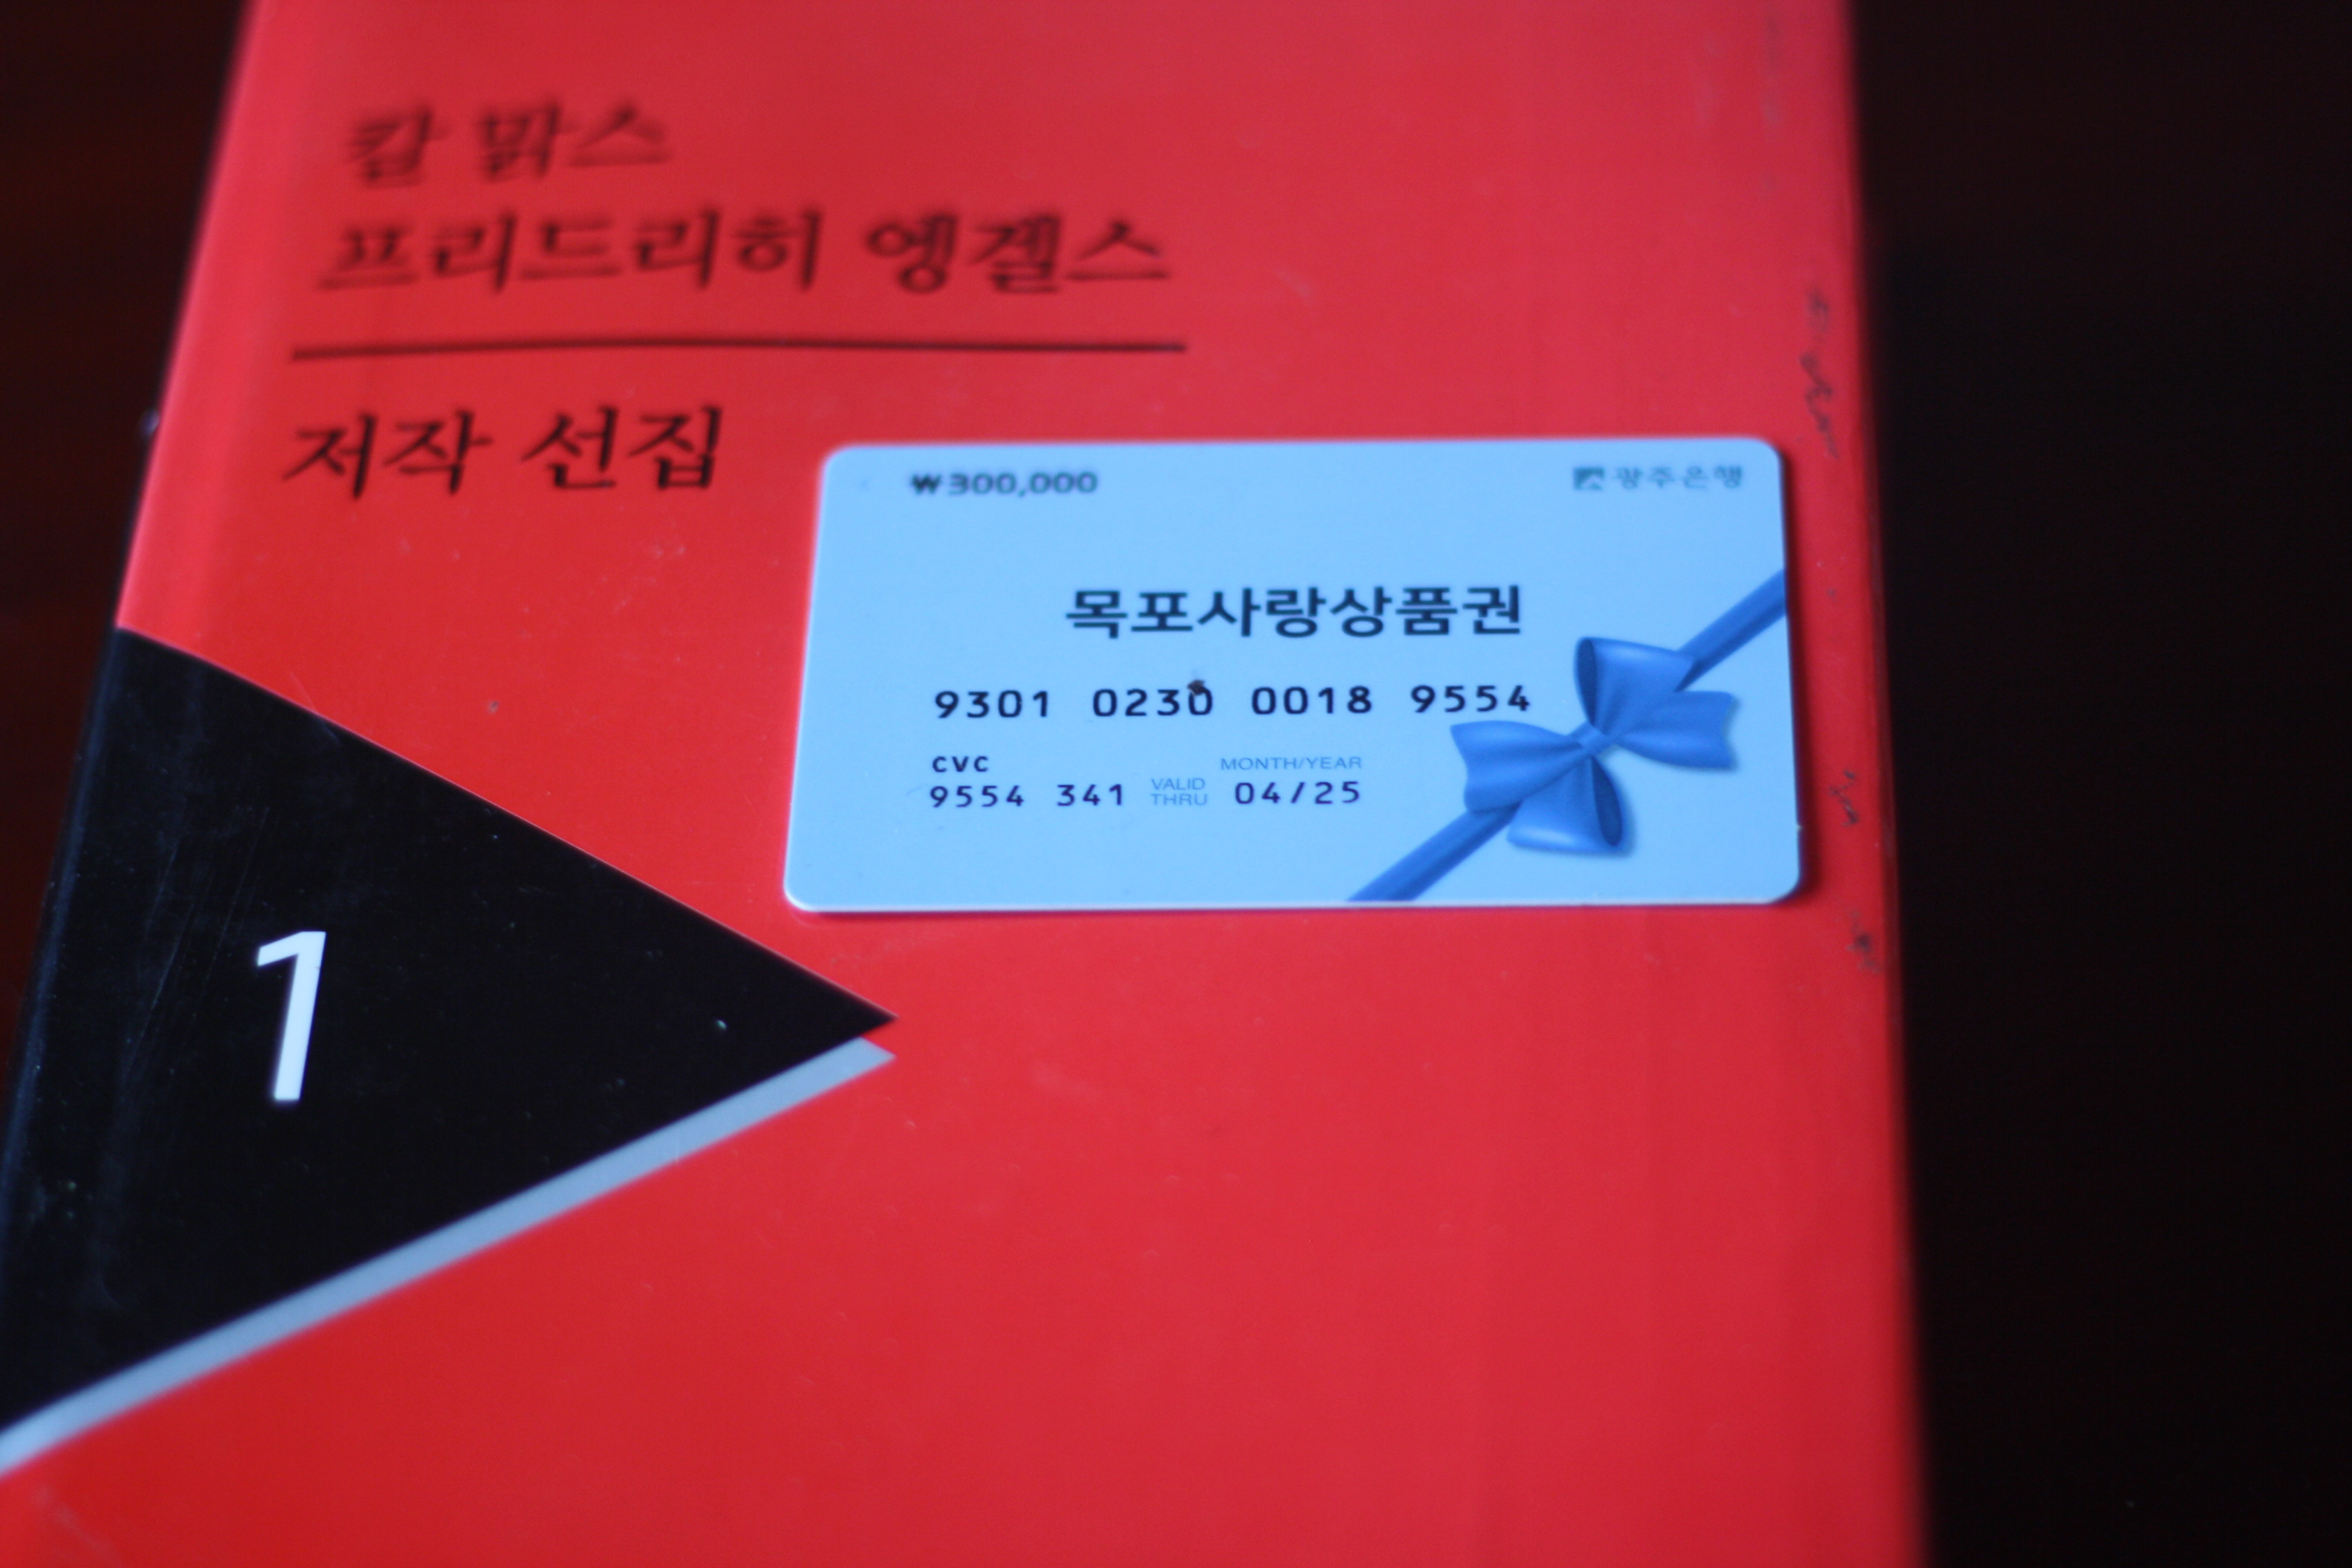 칼 맑스
프리드리히 엥겔스
저작 선집
1
₩300,000
광주은행
목포사랑상품권
9301 0230 0018 9554
CVC
MONTH/YEAR
9554 341 VALID THRU 04/25